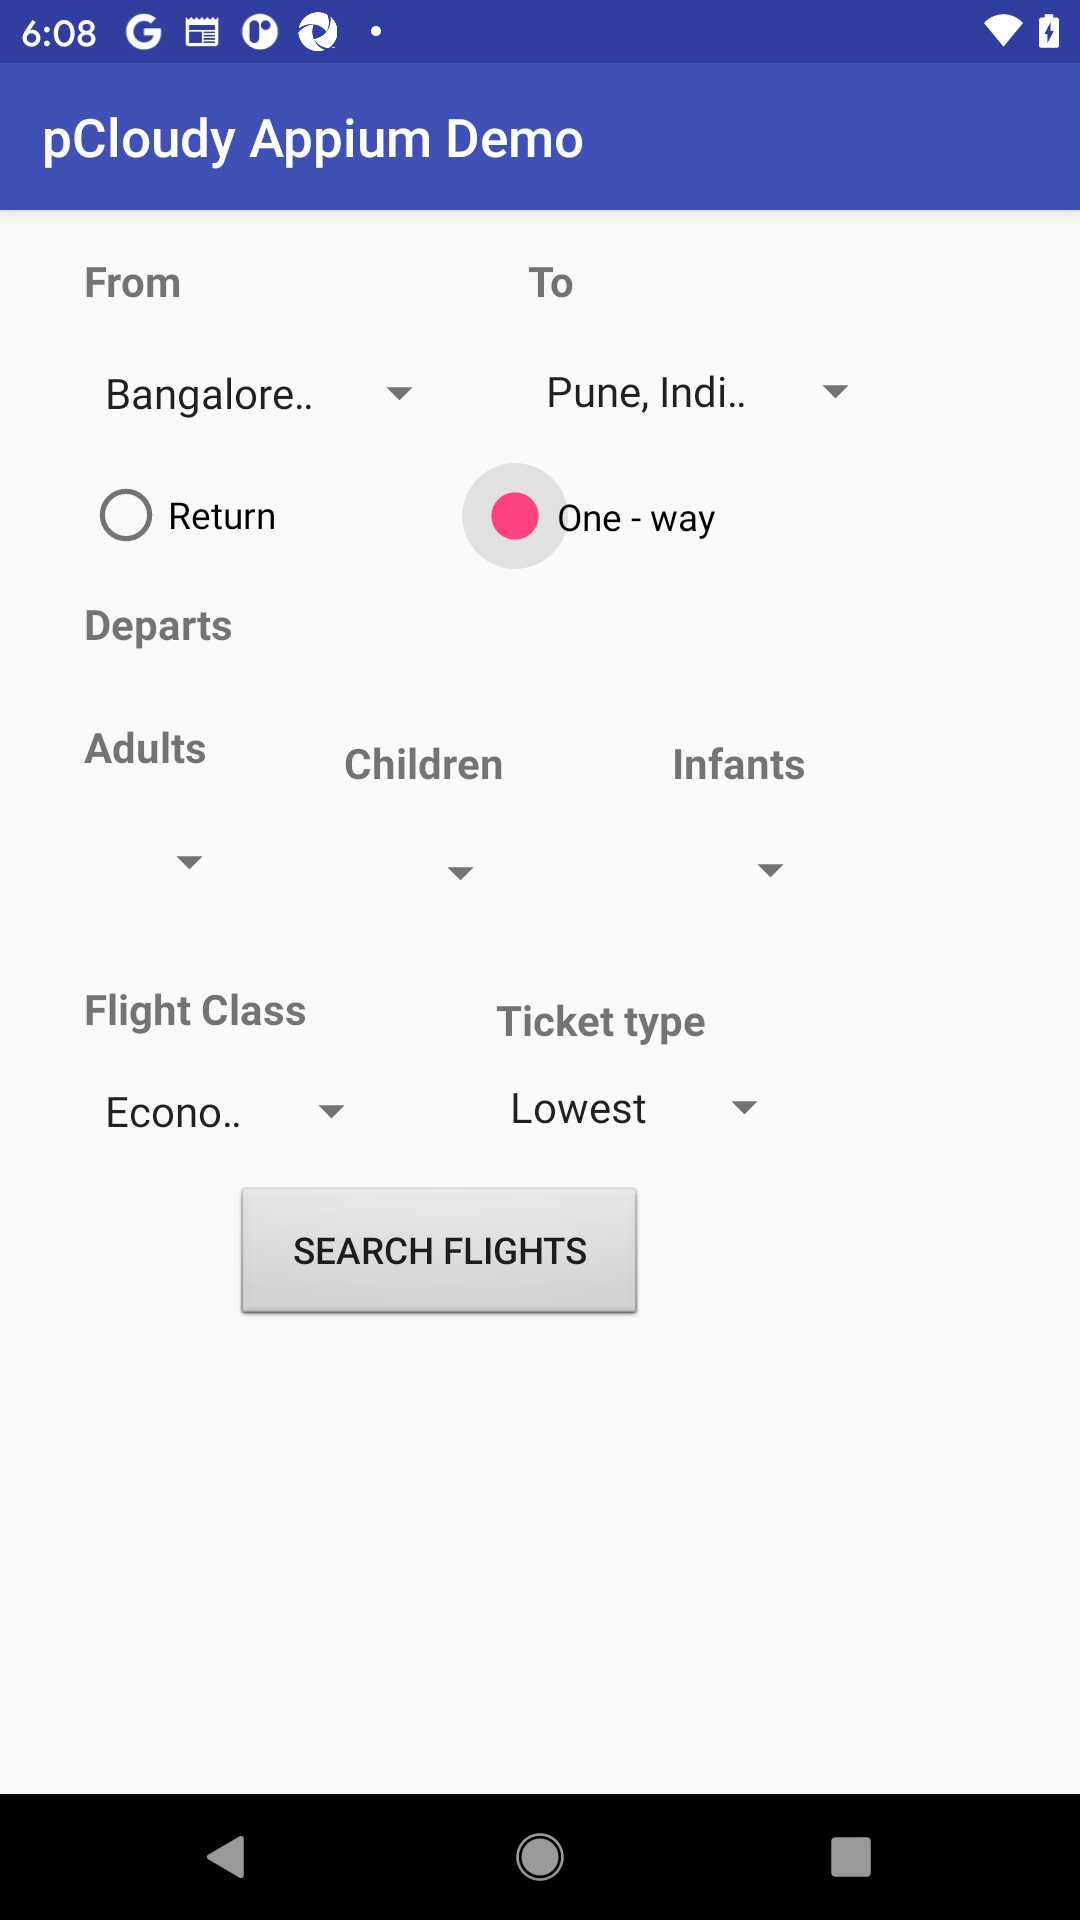 6:08
pCloudy Appium Demo
From To
Bangalore.. Pune, Indi..
Return One - way
Departs
Adults Children Infants
Flight Class Ticket type
Econo.. Lowest
SEARCH FLIGHTS